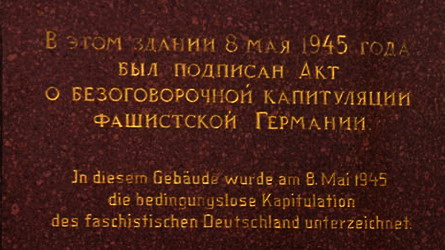 В этом здании 8 мая 1945 года
был подписан Акт
о безоговорочной капитуляции
фашистской Германии.
In diesem Gebäude wurde am 8. Mai 1945
die bedingungslose Kapitulation
des faschistischen Deutschland unterzeichnet.